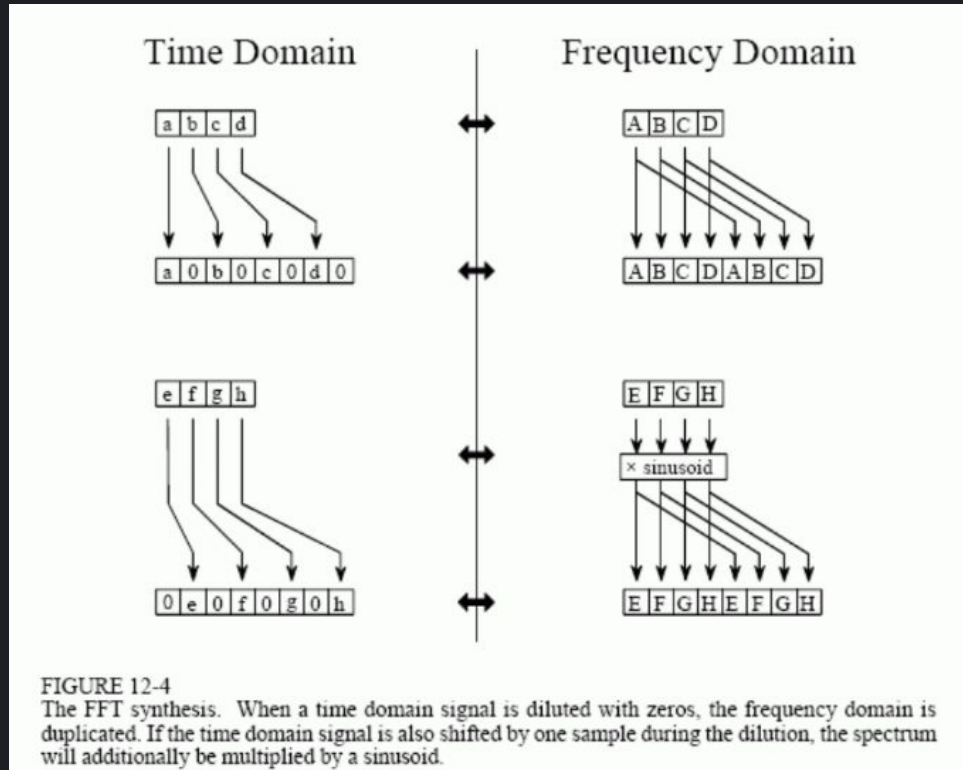 Time Domain
Frequency Domain
a b c d
A B C D
a 0 b 0 c 0 d 0
A B C D A B C D
e f g h
E F G H
× sinusoid
0 e 0 f 0 g 0 h
E F G H E F G H
FIGURE 12-4
The FFT synthesis. When a time domain signal is diluted with zeros, the frequency domain is
duplicated. If the time domain signal is also shifted by one sample during the dilution, the spectrum
will additionally be multiplied by a sinusoid.